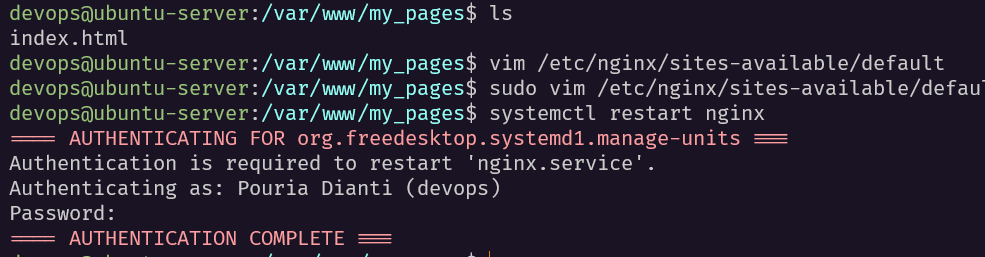 devops@ubuntu-server:/var/www/my_pages$ ls
index.html
devops@ubuntu-server:/var/www/my_pages$ vim /etc/nginx/sites-available/default
devops@ubuntu-server:/var/www/my_pages$ sudo vim /etc/nginx/sites-available/defau
devops@ubuntu-server:/var/www/my_pages$ systemctl restart nginx
==== AUTHENTICATING FOR org.freedesktop.systemd1.manage-units ===
Authentication is required to restart 'nginx.service'.
Authenticating as: Pouria Dianti (devops)
Password:
==== AUTHENTICATION COMPLETE ===